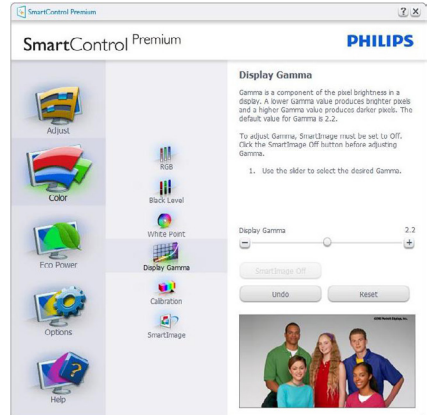 SmartControl Premium
? x
SmartControl Premium
PHILIPS
Adjust
Color
Eco Power
Options
Help
RGB
Black Level
White Point
Display Gamma
Calibration
SmartImage
Display Gamma
Gamma is a component of the pixel brightness in a
display. A lower Gamma value produces brighter pixels
and a higher Gamma value produces darker pixels. The
default value for Gamma is 2.2.
To adjust Gamma, SmartImage must be set to Off.
Click the SmartImage Off button before adjusting
Gamma.
1. Use the slider to select the desired Gamma.
Display Gamma 2.2
SmartImage Off
Undo Reset